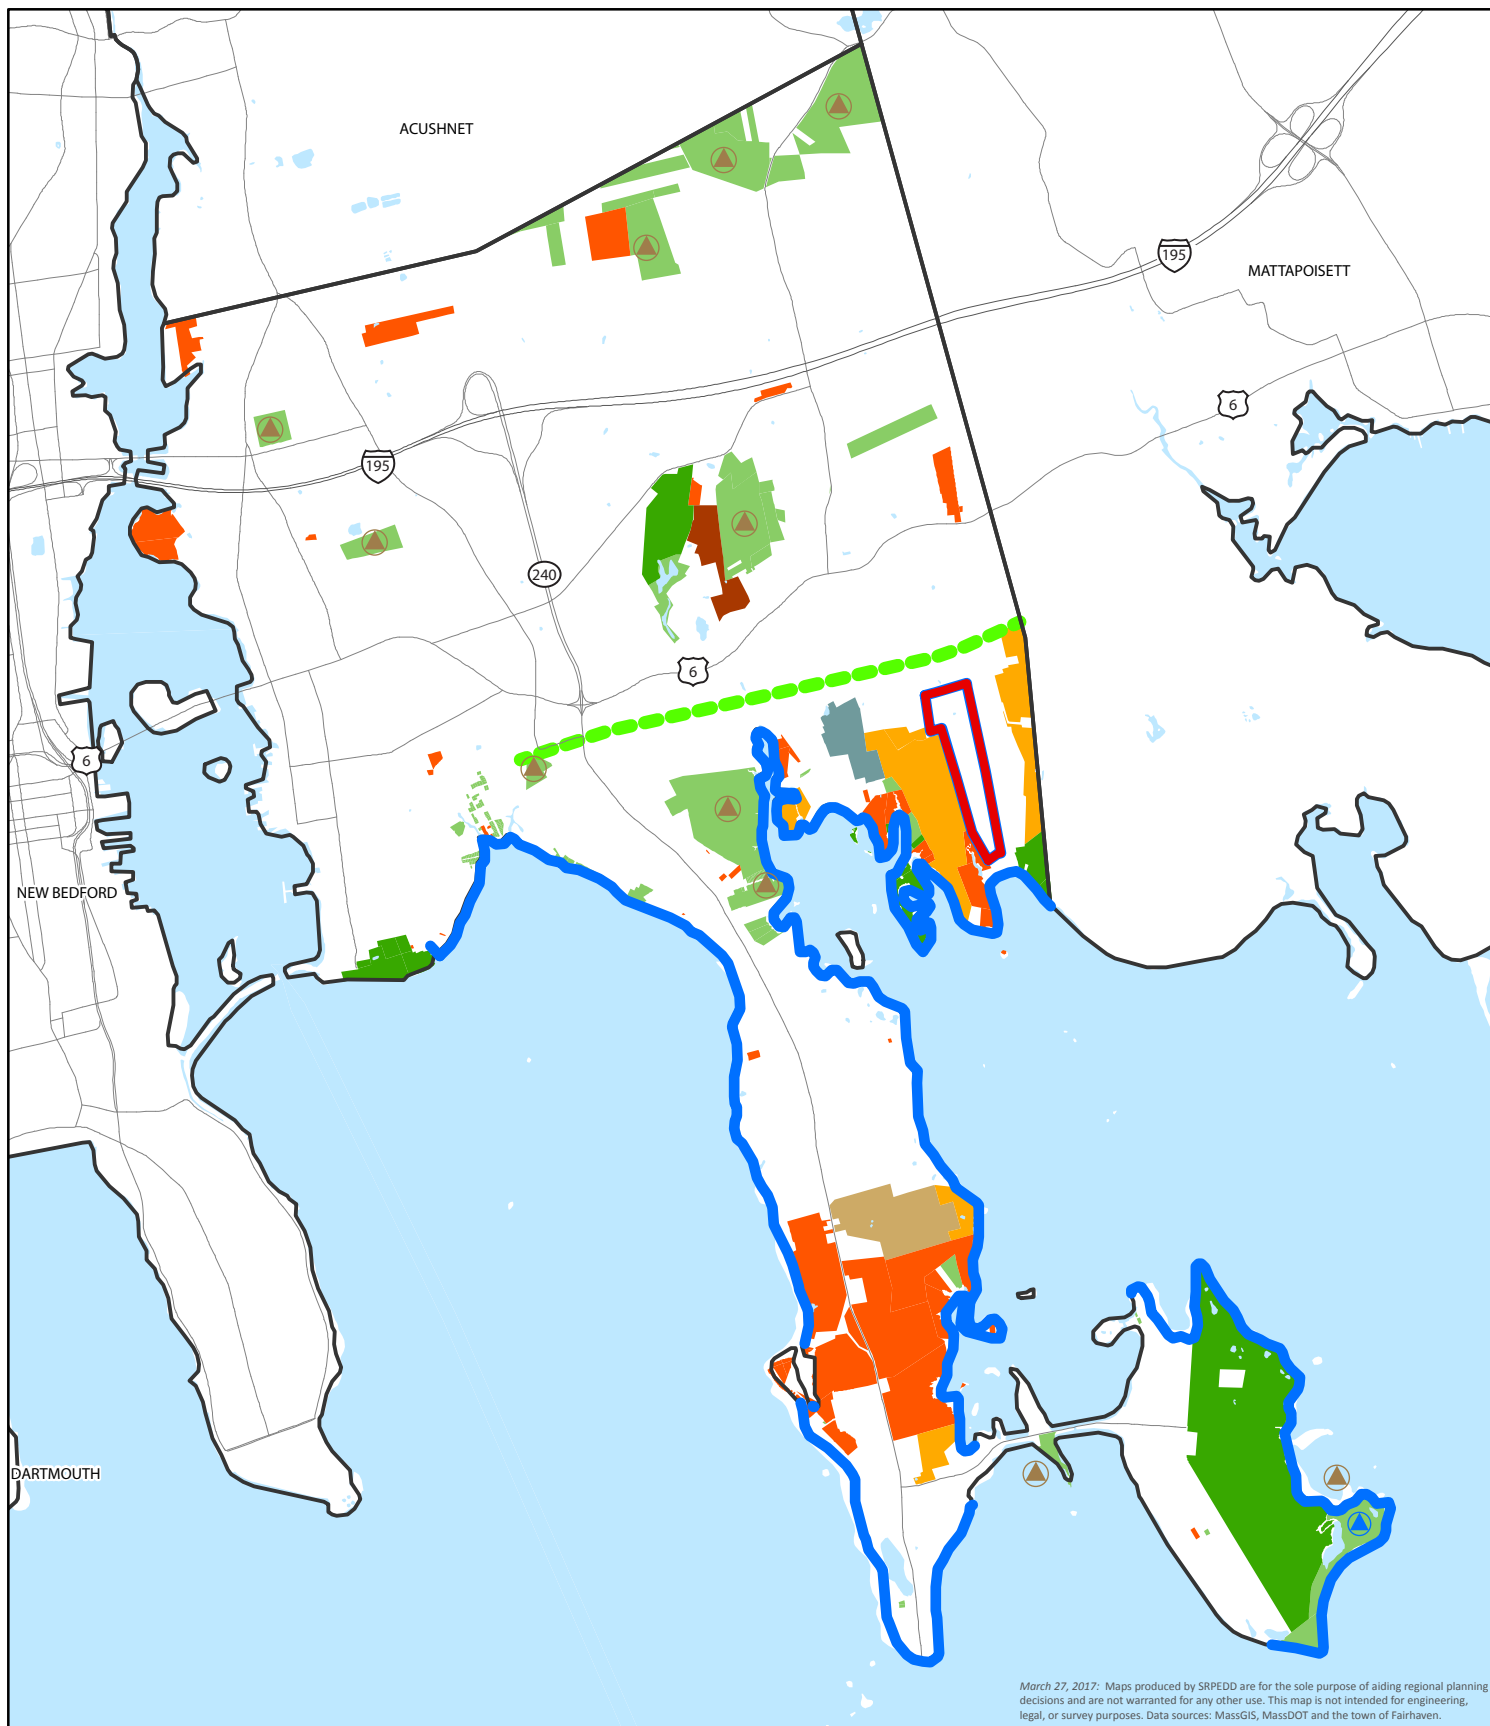 ACUSHNET
195
MATTAPOISETT
6
195
240
6
6
NEW BEDFORD
DARTMOUTH
March 27, 2017: Maps produced by SRPEDD are for the sole purpose of aiding regional planning
decisions and are not warranted for any other use. This map is not intended for engineering,
legal, or survey purposes. Data sources: MassGIS, MassDOT and the town of Fairhaven.